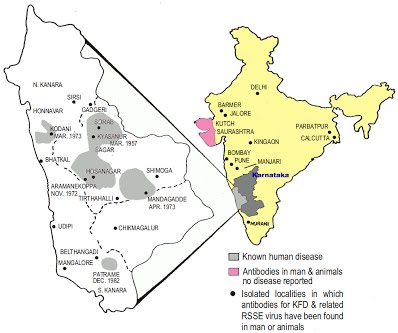 N. KANARA
SIRSI
HONNAVAR
GADGERI
SORAB
KODANI
MAR. 1973
KYASANUR
MAR. 1957
SAGAR
BHATKAL
HOSANAGAR
SHIMOGA
ARAMANEKOPPA
NOV. 1972
TIRTHAHALLI
MANDAGADDE
APR. 1973
UDIPI
CHIKMAGALUR
BELTHANGADI
MANGALORE
PATRAME
DEC. 1982
S. KANARA
DELHI
BARMER
JALORE
KUTCH
SAURASHTRA
PARBATPUR
CALCUTTA
KINGAON
BOMBAY
PUNE
MANJARI
Karnataka
Known human disease
Antibodies in man & animals
no disease reported
Isolated localities in which
antibodies for KFD & related
RSSE virus have been found
in man or animals